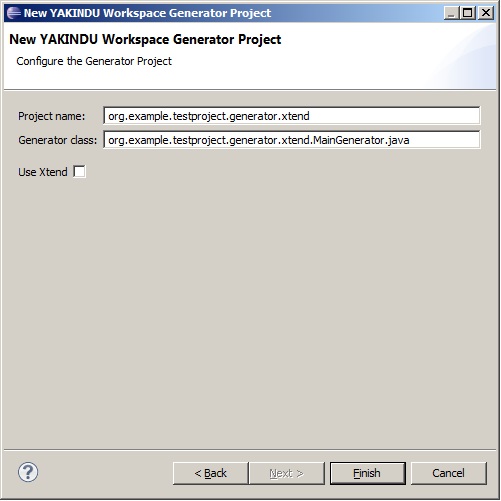 New YAKINDU Workspace Generator Project
New YAKINDU Workspace Generator Project
Configure the Generator Project
Project name: org.example.testproject.generator.xtend
Generator class: org.example.testproject.generator.xtend.MainGenerator.java
Use Xtend
? < Back Next > Finish Cancel